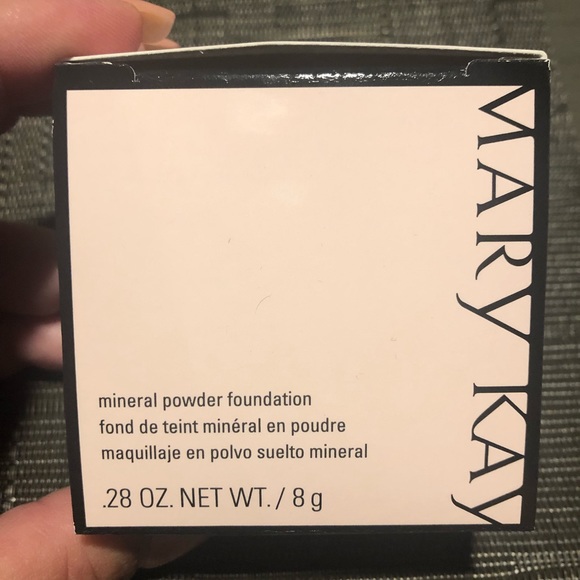 MARY KAY
mineral powder foundation
fond de teint minéral en poudre
maquillaje en polvo suelto mineral
.28 OZ. NET WT. / 8 g